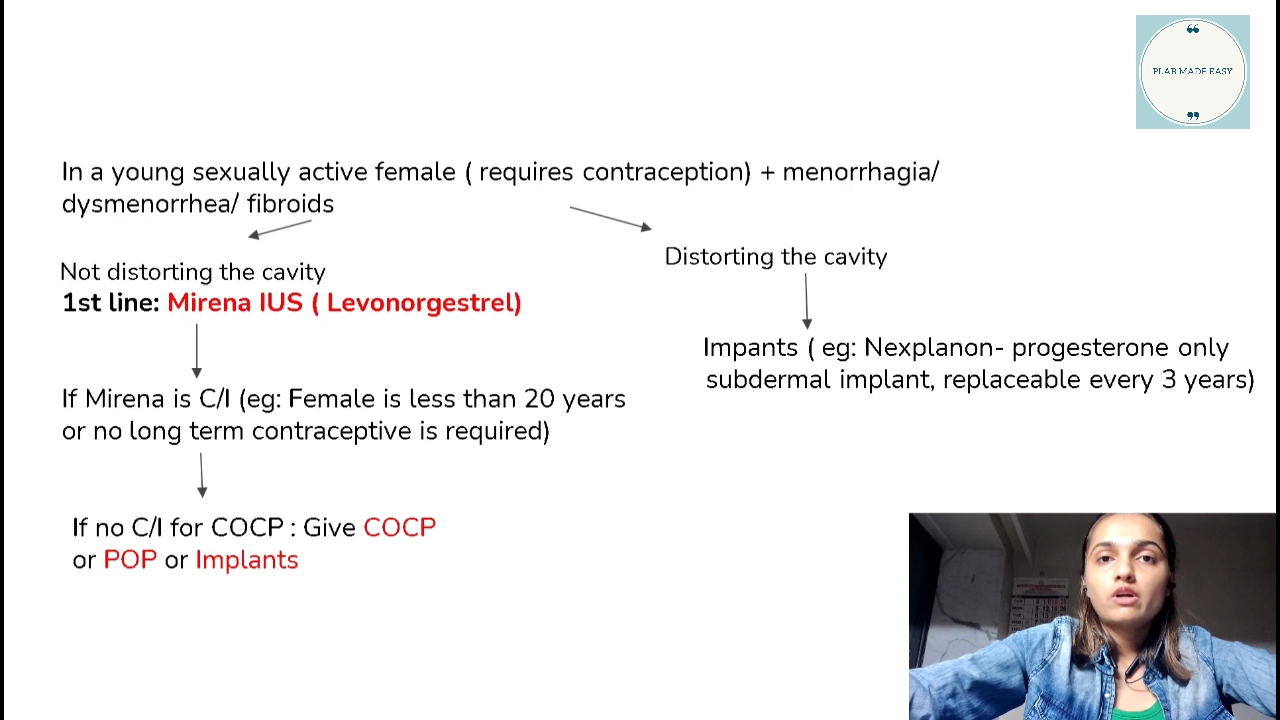 ❝
PLAB MADE EASY
❞
In a young sexually active female ( requires contraception) + menorrhagia/
dysmenorrhea/ fibroids
Not distorting the cavity
1st line: Mirena IUS ( Levonorgestrel)
If Mirena is C/I (eg: Female is less than 20 years
or no long term contraceptive is required)
If no C/I for COCP : Give COCP
or POP or Implants
Distorting the cavity
Impants ( eg: Nexplanon- progesterone only
subdermal implant, replaceable every 3 years)